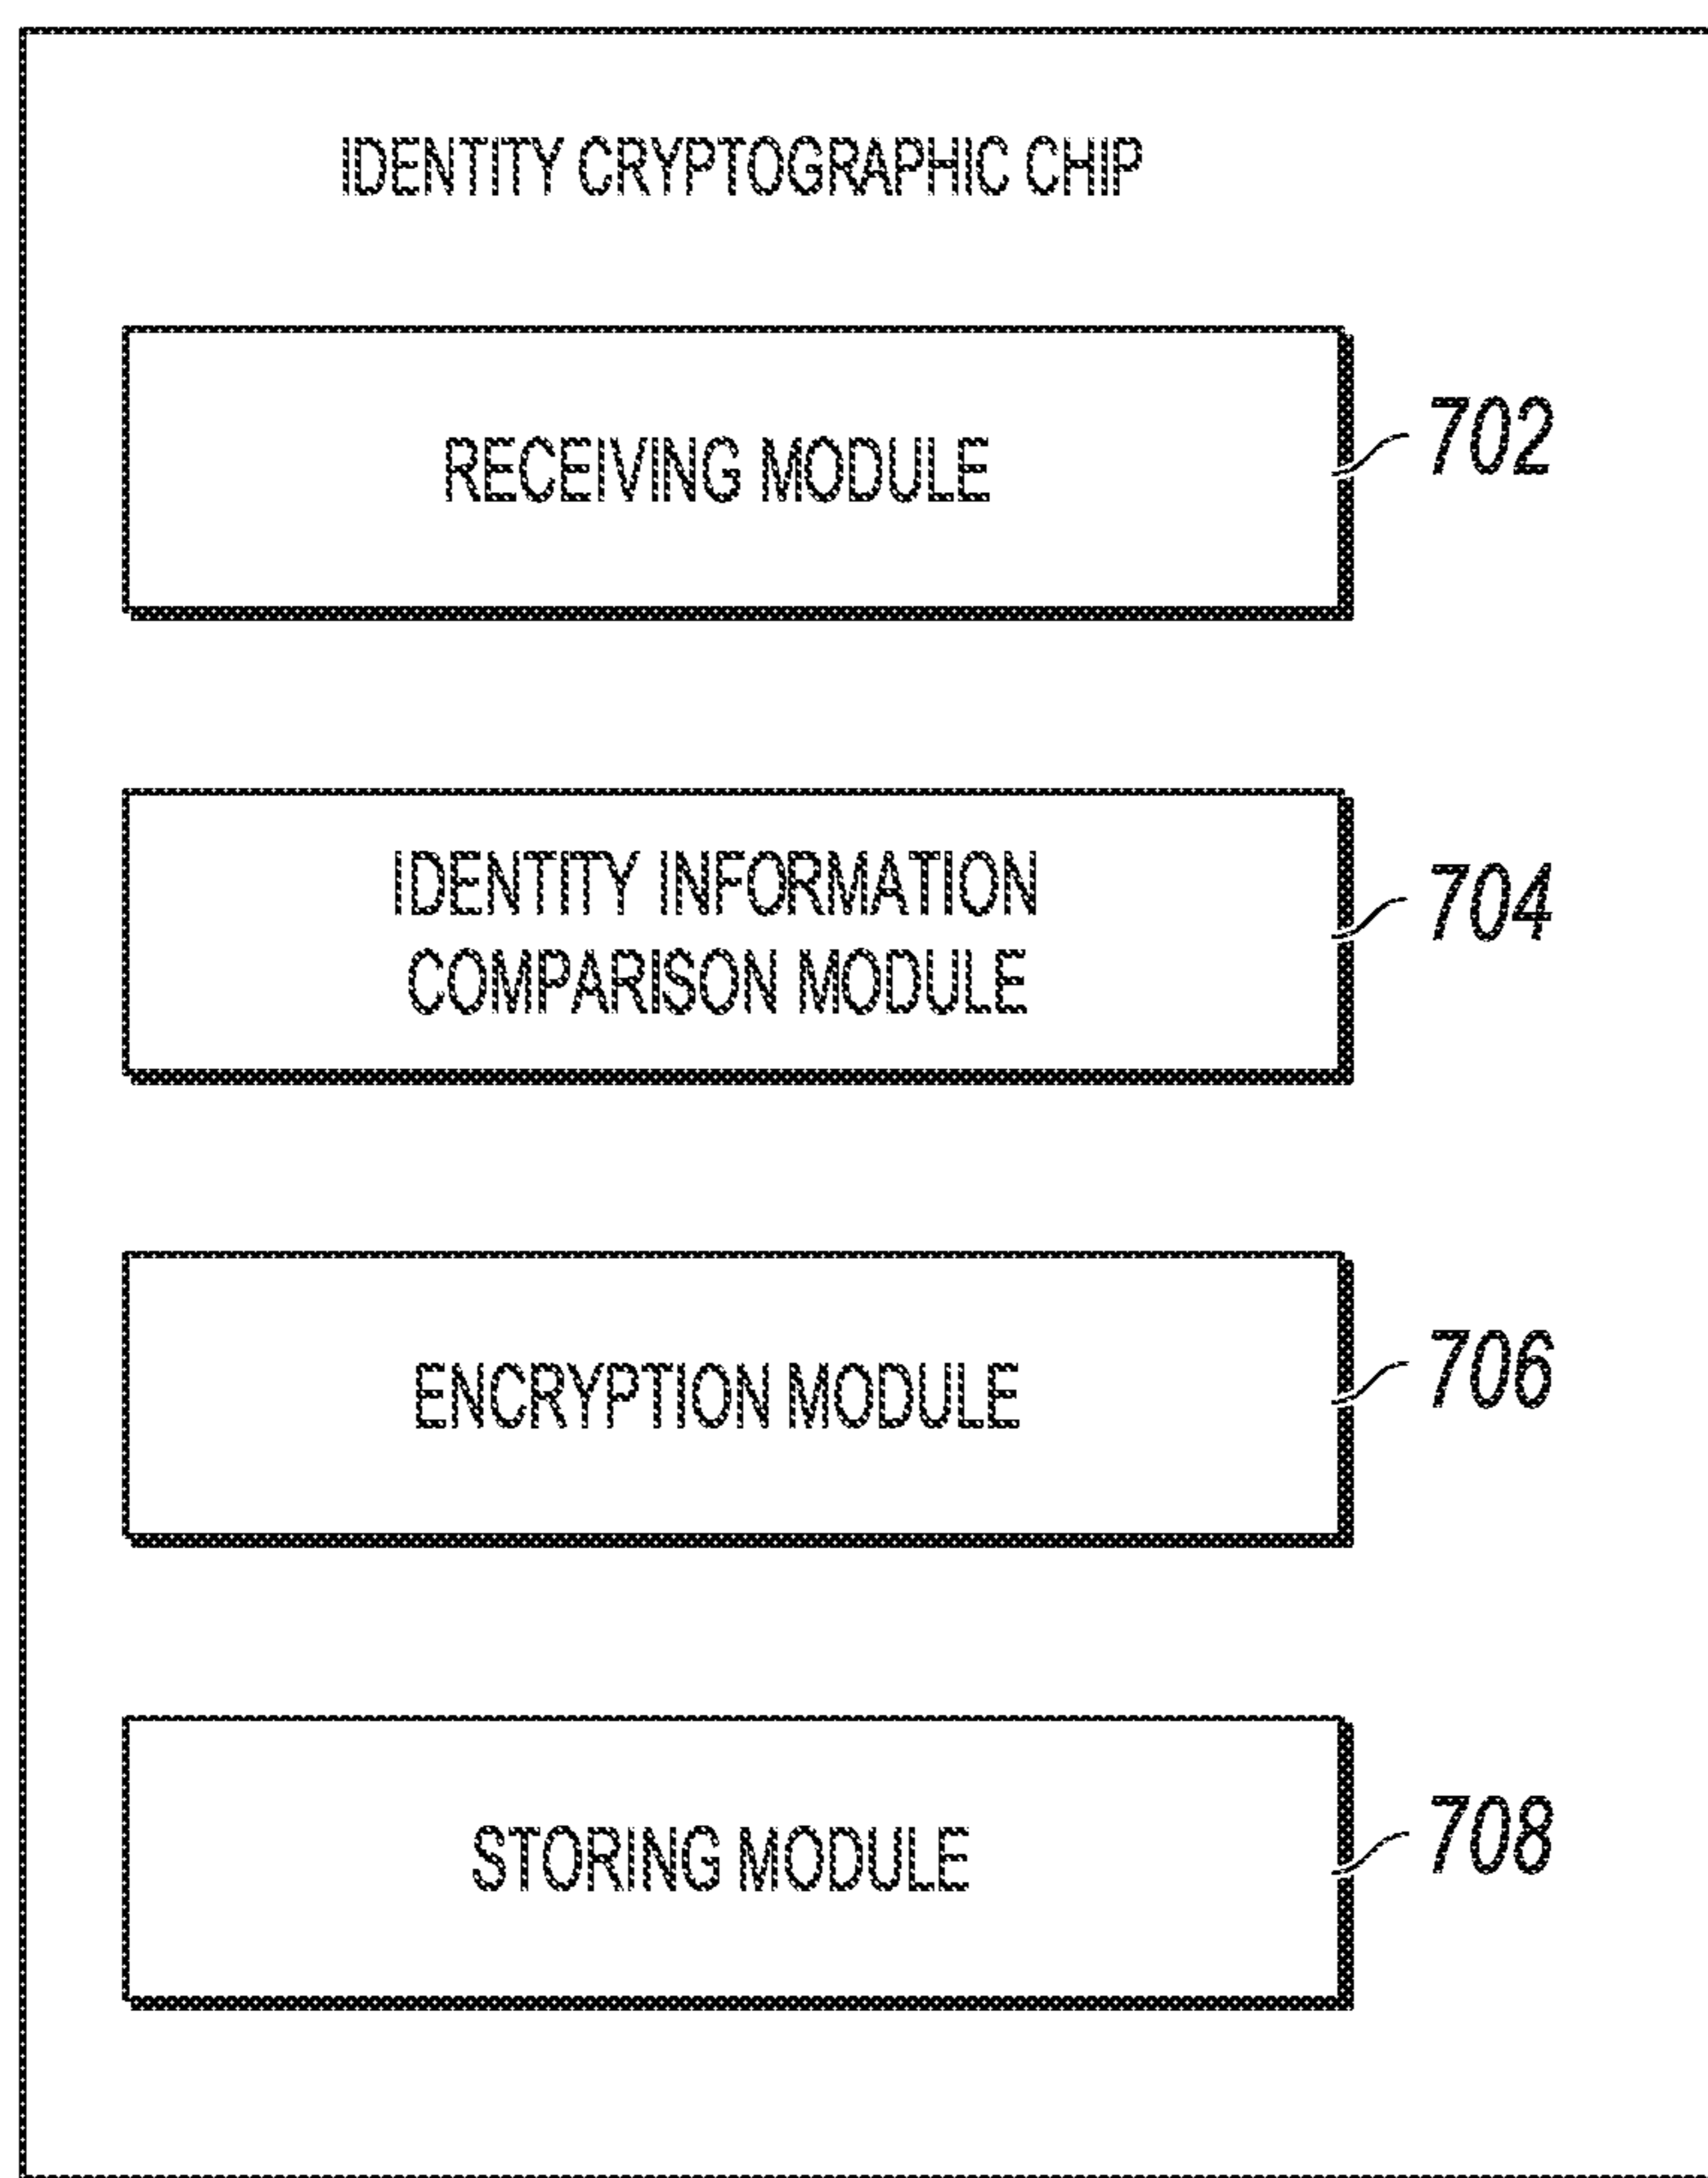 IDENTITY CRYPTOGRAPHIC CHIP
RECEIVING MODULE
702
IDENTITY INFORMATION
COMPARISON MODULE
704
ENCRYPTION MODULE
706
STORING MODULE
708